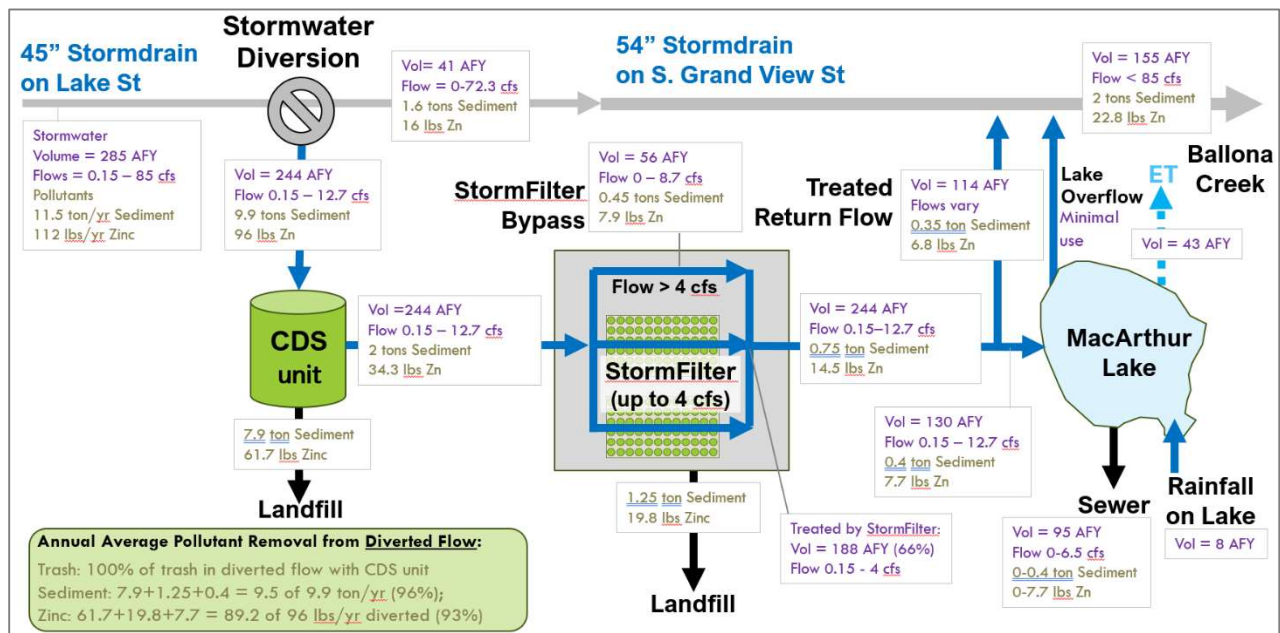 45” Stormdrain
on Lake St
Stormwater
Diversion
Vol= 41 AFY
Flow = 0-72.3 cfs
1.6 tons Sediment
16 lbs Zn
54” Stormdrain
on S. Grand View St
Vol = 155 AFY
Flow < 85 cfs
2 tons Sediment
22.8 lbs Zn
Stormwater
Volume = 285 AFY
Flows = 0.15 – 85 cfs
Pollutants
11.5 ton/yr Sediment
112 lbs/yr Zinc
Vol = 244 AFY
Flow 0.15 – 12.7 cfs
9.9 tons Sediment
96 lbs Zn
StormFilter
Bypass
Vol = 56 AFY
Flow 0 – 8.7 cfs
0.45 tons Sediment
7.9 lbs Zn
Treated
Return Flow
Vol = 114 AFY
Flows vary
0.35 ton Sediment
6.8 lbs Zn
Lake
Overflow
Minimal
use
ET
Ballona
Creek
Vol = 43 AFY
CDS
unit
Vol =244 AFY
Flow 0.15 – 12.7 cfs
2 tons Sediment
34.3 lbs Zn
Flow > 4 cfs
StormFilter
(up to 4 cfs)
Vol = 244 AFY
Flow 0.15–12.7 cfs
0.75 ton Sediment
14.5 lbs Zn
MacArthur
Lake
7.9 ton Sediment
61.7 lbs Zinc
Landfill
1.25 ton Sediment
19.8 lbs Zinc
Landfill
Treated by StormFilter:
Vol = 188 AFY (66%)
Flow 0.15 - 4 cfs
Vol = 130 AFY
Flow 0.15 – 12.7 cfs
0.4 ton Sediment
7.7 lbs Zn
Sewer
Vol = 95 AFY
Flow 0-6.5 cfs
0-0.4 ton Sediment
0-7.7 lbs Zn
Rainfall
on Lake
Vol = 8 AFY
Annual Average Pollutant Removal from Diverted Flow:
Trash: 100% of trash in diverted flow with CDS unit
Sediment: 7.9+1.25+0.4 = 9.5 of 9.9 ton/yr (96%);
Zinc: 61.7+19.8+7.7 = 89.2 of 96 lbs/yr diverted (93%)